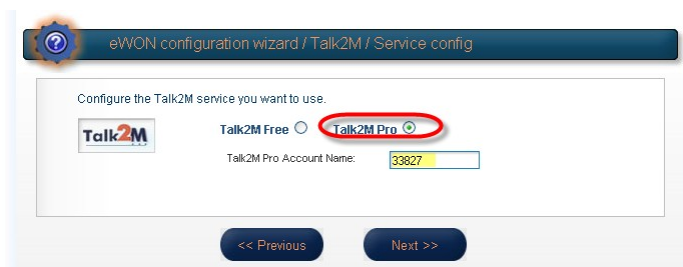 eWON configuration wizard / Talk2M / Service config
Configure the Talk2M service you want to use.
Talk2M
Talk2M Free
Talk2M Pro
Talk2M Pro Account Name:
33827
<< Previous
Next >>